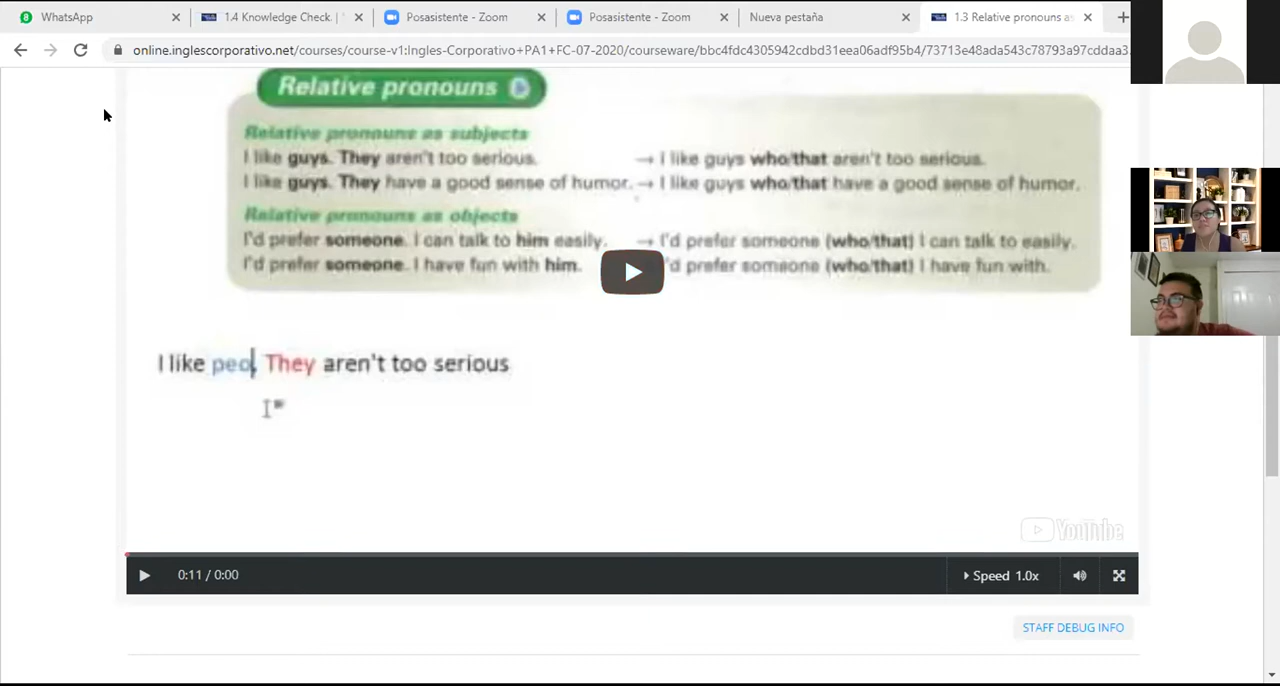 8 WhatsApp
1.4 Knowledge Check. | 
Posasistente - Zoom
Posasistente - Zoom
Nueva pestaña
1.3 Relative pronouns as
online.inglescorporativo.net/courses/course-v1:Ingles-Corporativo+PA1+FC-07-2020/courseware/bbc4fdc4305942cdbd31eea06adf95b4/73713e48ada543c78793a97cddaa3...
Relative pronouns
Relative pronouns as subjects
I like guys. They aren't too serious. → I like guys who/that aren't too serious.
I like guys. They have a good sense of humor. → I like guys who/that have a good sense of humor.
Relative pronouns as objects
I'd prefer someone. I can talk to him easily. → I'd prefer someone (who/that) I can talk to easily.
I'd prefer someone. I have fun with him. 'd prefer someone (who/that) I have fun with.
I like peo. They aren't too serious
YouTube
0:11 / 0:00
Speed 1.0x
STAFF DEBUG INFO